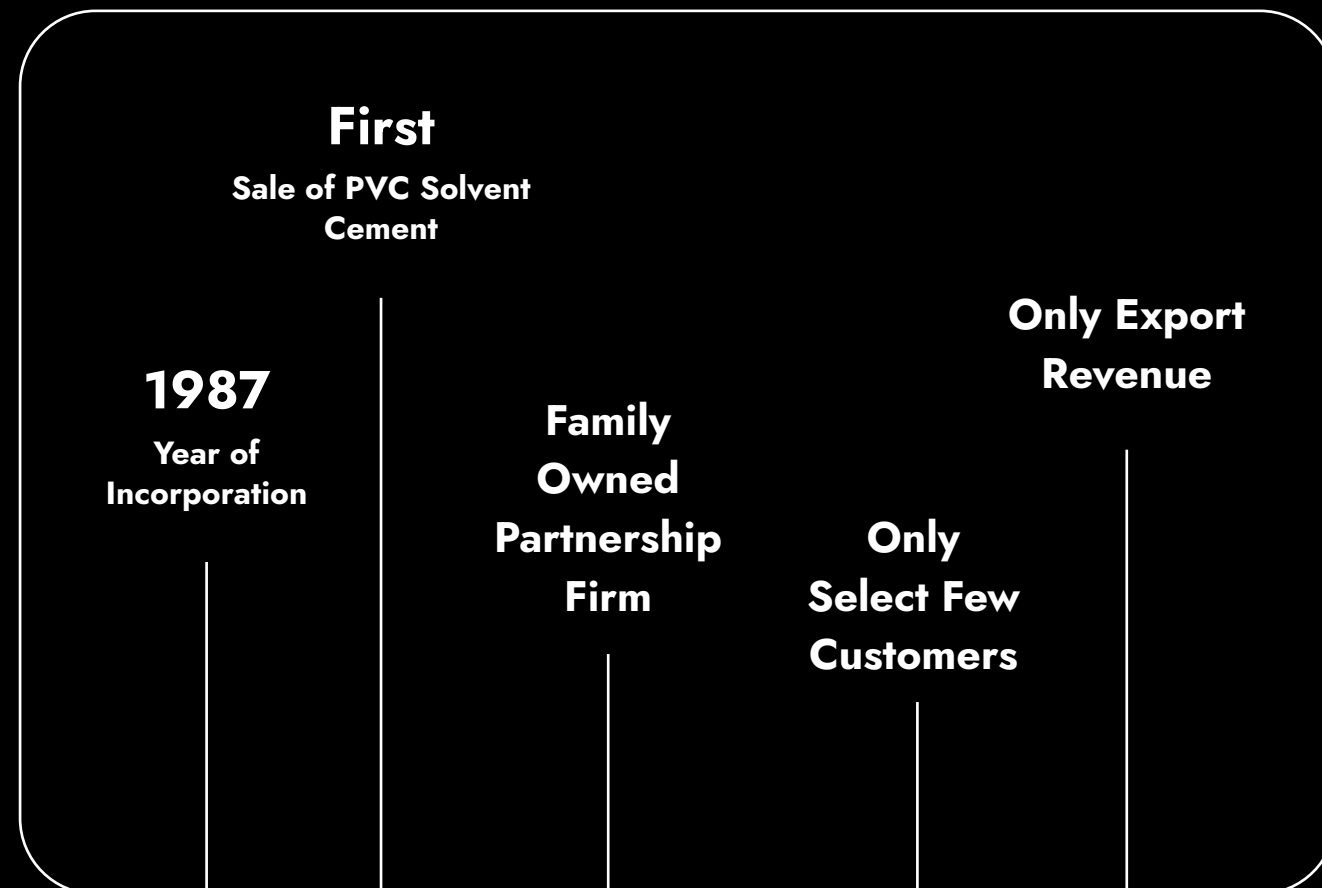 First
Sale of PVC Solvent
Cement
1987
Year of
Incorporation
Family
Owned
Partnership
Firm
Only
Select Few
Customers
Only Export
Revenue